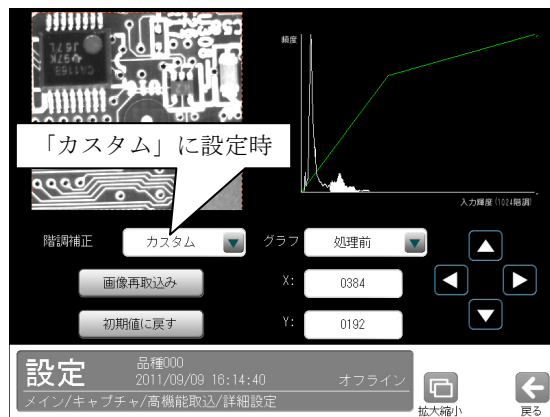 J67L
97K
CA1168
「カスタム」に設定時
頻度
入力輝度(1024階調)
階調補正
カスタム
グラフ
処理前
画像再取込み
X:
0384
初期値に戻す
Y:
0192
設定
品種000
2011/09/09 16:14:40
オフライン
メイン/キャプチャ/高機能取込/詳細設定
拡大縮小
戻る